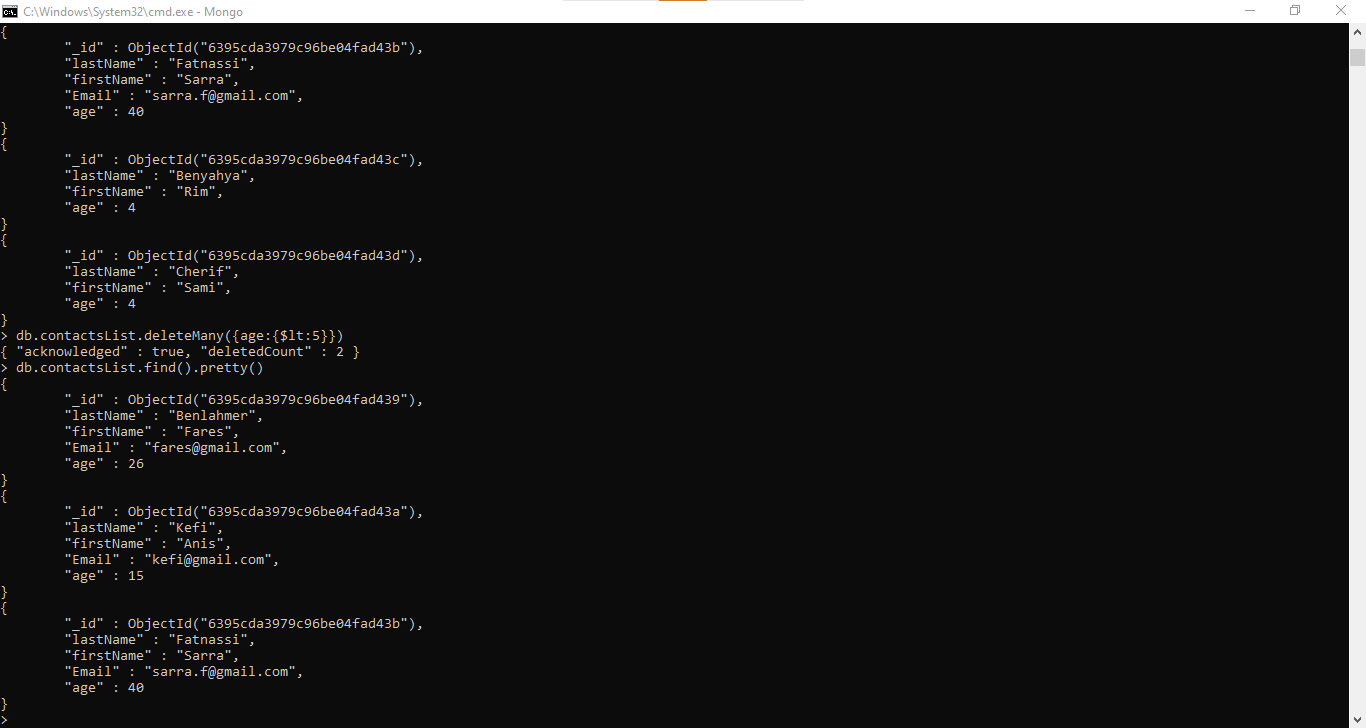 C:\Windows\System32\cmd.exe - Mongo
{
        "_id" : ObjectId("6395cda3979c96be04fad43b"),
        "lastName" : "Fatnassi",
        "firstName" : "Sarra",
        "Email" : "sarra.f@gmail.com",
        "age" : 40
}
{
        "_id" : ObjectId("6395cda3979c96be04fad43c"),
        "lastName" : "Benyahya",
        "firstName" : "Rim",
        "age" : 4
}
{
        "_id" : ObjectId("6395cda3979c96be04fad43d"),
        "lastName" : "Cherif",
        "firstName" : "Sami",
        "age" : 4
}
> db.contactsList.deleteMany({age:{$lt:5}})
{ "acknowledged" : true, "deletedCount" : 2 }
> db.contactsList.find().pretty()
{
        "_id" : ObjectId("6395cda3979c96be04fad439"),
        "lastName" : "Benlahmer",
        "firstName" : "Fares",
        "Email" : "fares@gmail.com",
        "age" : 26
}
{
        "_id" : ObjectId("6395cda3979c96be04fad43a"),
        "lastName" : "Kefi",
        "firstName" : "Anis",
        "Email" : "kefi@gmail.com",
        "age" : 15
}
{
        "_id" : ObjectId("6395cda3979c96be04fad43b"),
        "lastName" : "Fatnassi",
        "firstName" : "Sarra",
        "Email" : "sarra.f@gmail.com",
        "age" : 40
}
>